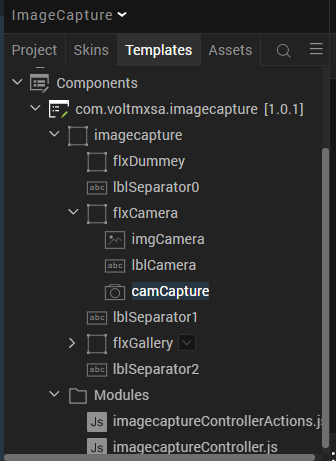 ImageCapture
Project Skins Templates Assets
Components
com.voltmxsa.imagecapture [1.0.1]
imagecapture
flxDummey
abc lblSeparator0
flxCamera
imgCamera
abc lblCamera
camCapture
abc lblSeparator1
flxGallery
abc lblSeparator2
Modules
Js imagecaptureControllerActions.js
Js imagecaptureController.js